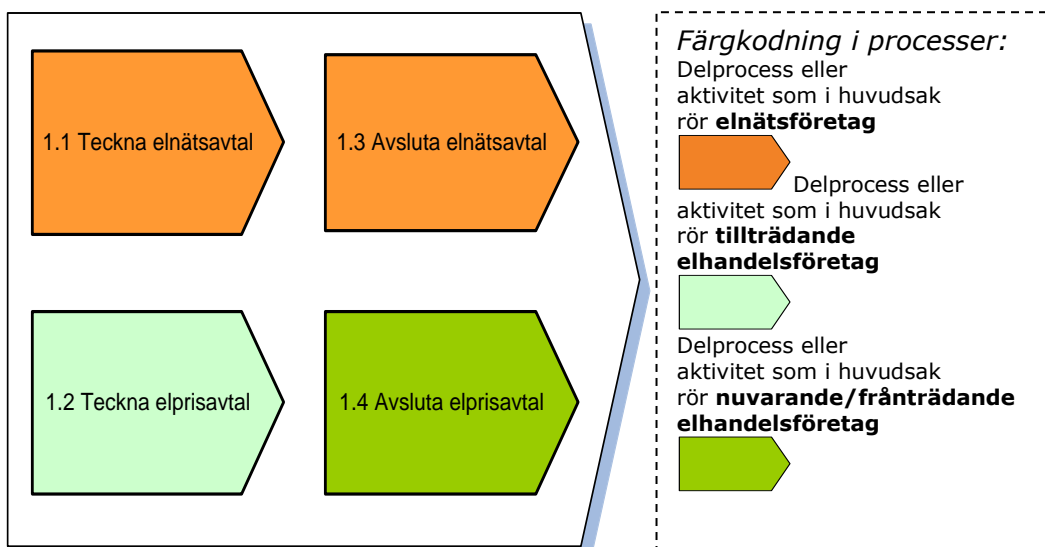 1.1 Teckna elnätsavtal
1.3 Avsluta elnätsavtal
1.2 Teckna elprisavtal
1.4 Avsluta elprisavtal
Färgkodning i processer:
Delprocess eller
aktivitet som i huvudsak
rör elnätsföretag
Delprocess eller
aktivitet som i huvudsak
rör tillträdande
elhandelsföretag
Delprocess eller
aktivitet som i huvudsak
rör nuvarande/frånträdande
elhandelsföretag